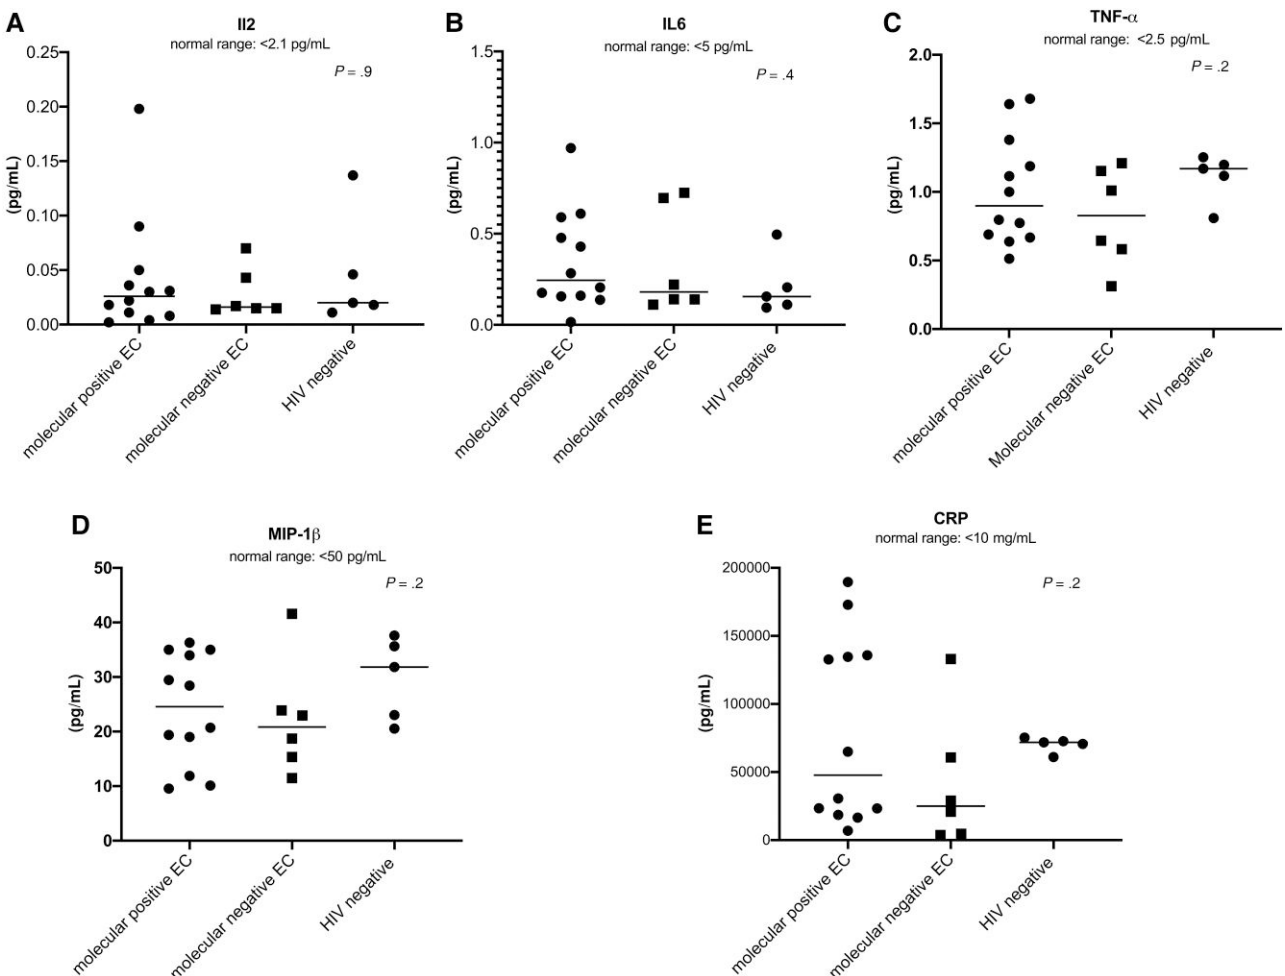 A
Il2
normal range: <2.1 pg/mL
P = .9
0.25
0.20
0.15
0.10
0.05
0.00
(pg/mL)
molecular positive EC
molecular negative EC
HIV negative
B
IL6
normal range: <5 pg/mL
P = .4
1.5
1.0
0.5
0.0
(pg/mL)
molecular positive EC
molecular negative EC
HIV negative
C
TNF-α
normal range: <2.5 pg/mL
P = .2
2.0
1.5
1.0
0.5
0.0
(pg/mL)
molecular positive EC
Molecular negative EC
HIV negative
D
MIP-1β
normal range: <50 pg/mL
P = .2
50
40
30
20
10
0
(pg/mL)
molecular positive EC
molecular negative EC
HIV negative
E
CRP
normal range: <10 mg/mL
P = .2
200000
150000
100000
50000
0
(pg/mL)
molecular positive EC
molecular negative EC
HIV negative